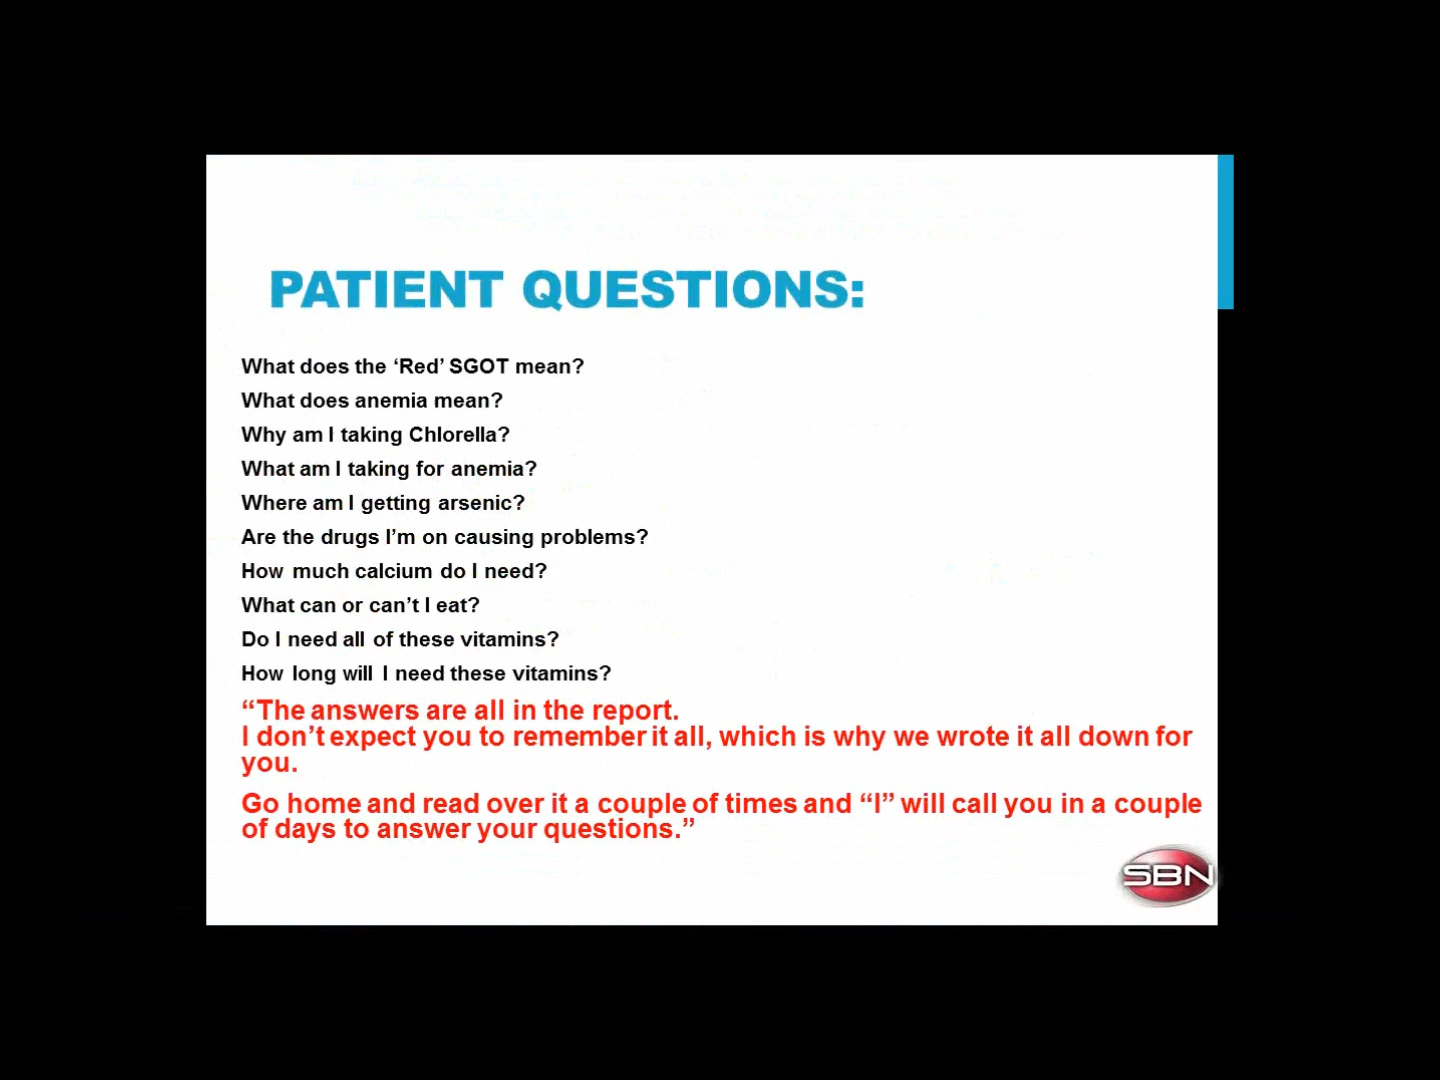 PATIENT QUESTIONS:
What does the ‘Red’ SGOT mean?
What does anemia mean?
Why am I taking Chlorella?
What am I taking for anemia?
Where am I getting arsenic?
Are the drugs I’m on causing problems?
How much calcium do I need?
What can or can’t I eat?
Do I need all of these vitamins?
How long will I need these vitamins?
“The answers are all in the report.
I don’t expect you to remember it all, which is why we wrote it all down for
you.
Go home and read over it a couple of times and “I” will call you in a couple
of days to answer your questions.”
SBN